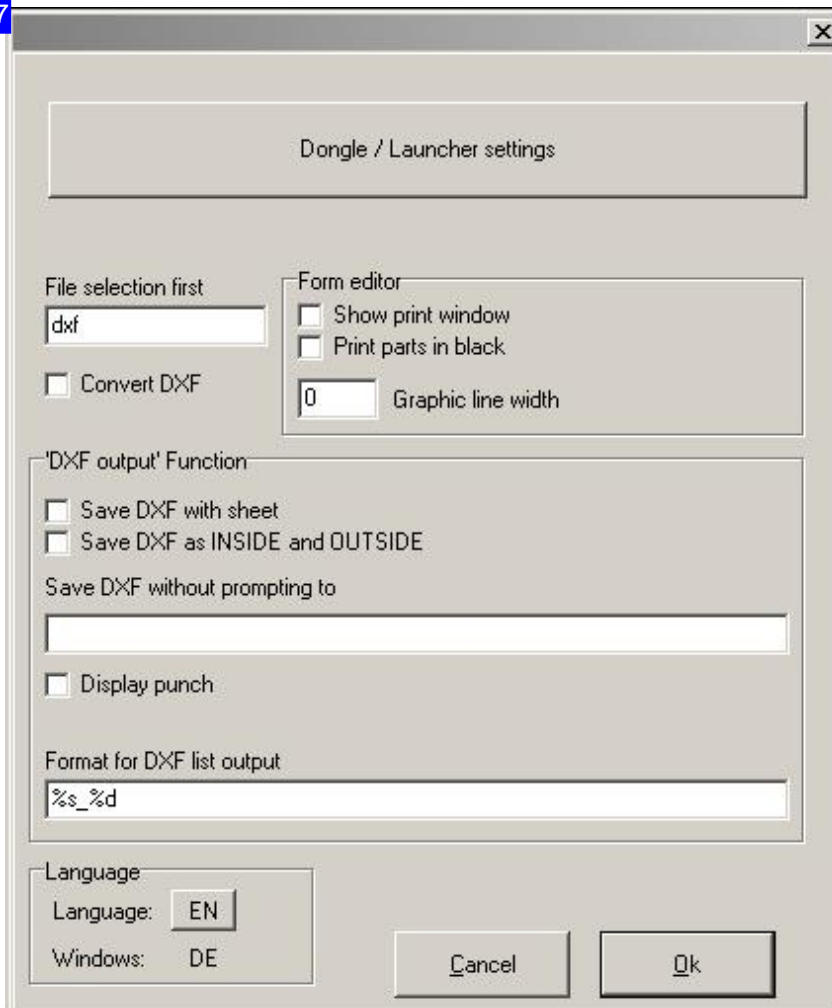 7
Dongle / Launcher settings
File selection first
dxf
Convert DXF
Form editor
Show print window
Print parts in black
0 Graphic line width
'DXF output' Function
Save DXF with sheet
Save DXF as INSIDE and OUTSIDE
Save DXF without prompting to
Display punch
Format for DXF list output
%s_%d
Language
Language: EN
Windows: DE
Cancel
Ok